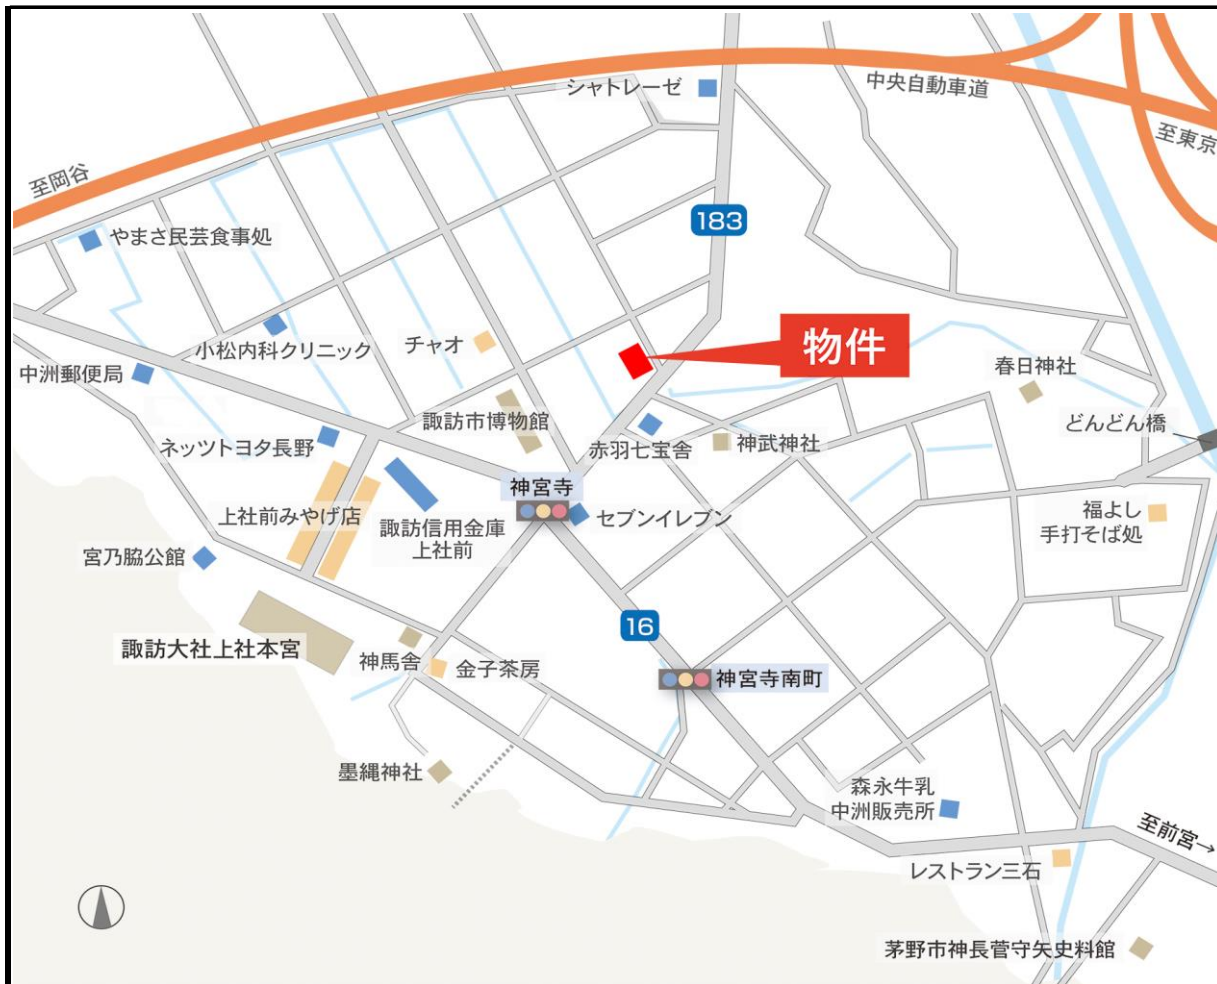 シャトレーゼ
中央自動車道
至東京
至岡谷
183
やまさ民芸食事処
物件
小松内科クリニック
チャオ
中洲郵便局
春日神社
諏訪市博物館
どんどん橋
ネッツトヨタ長野
赤羽七宝舎
神武神社
神宮寺
上社前みやげ店
諏訪信用金庫
上社前
セブンイレブン
福よし
手打そば処
宮乃脇公館
16
諏訪大社上社本宮
神馬舎
金子茶房
神宮寺南町
墨縄神社
森永牛乳
中洲販売所
至前宮→
レストラン三石
茅野市神長菅守矢史料館